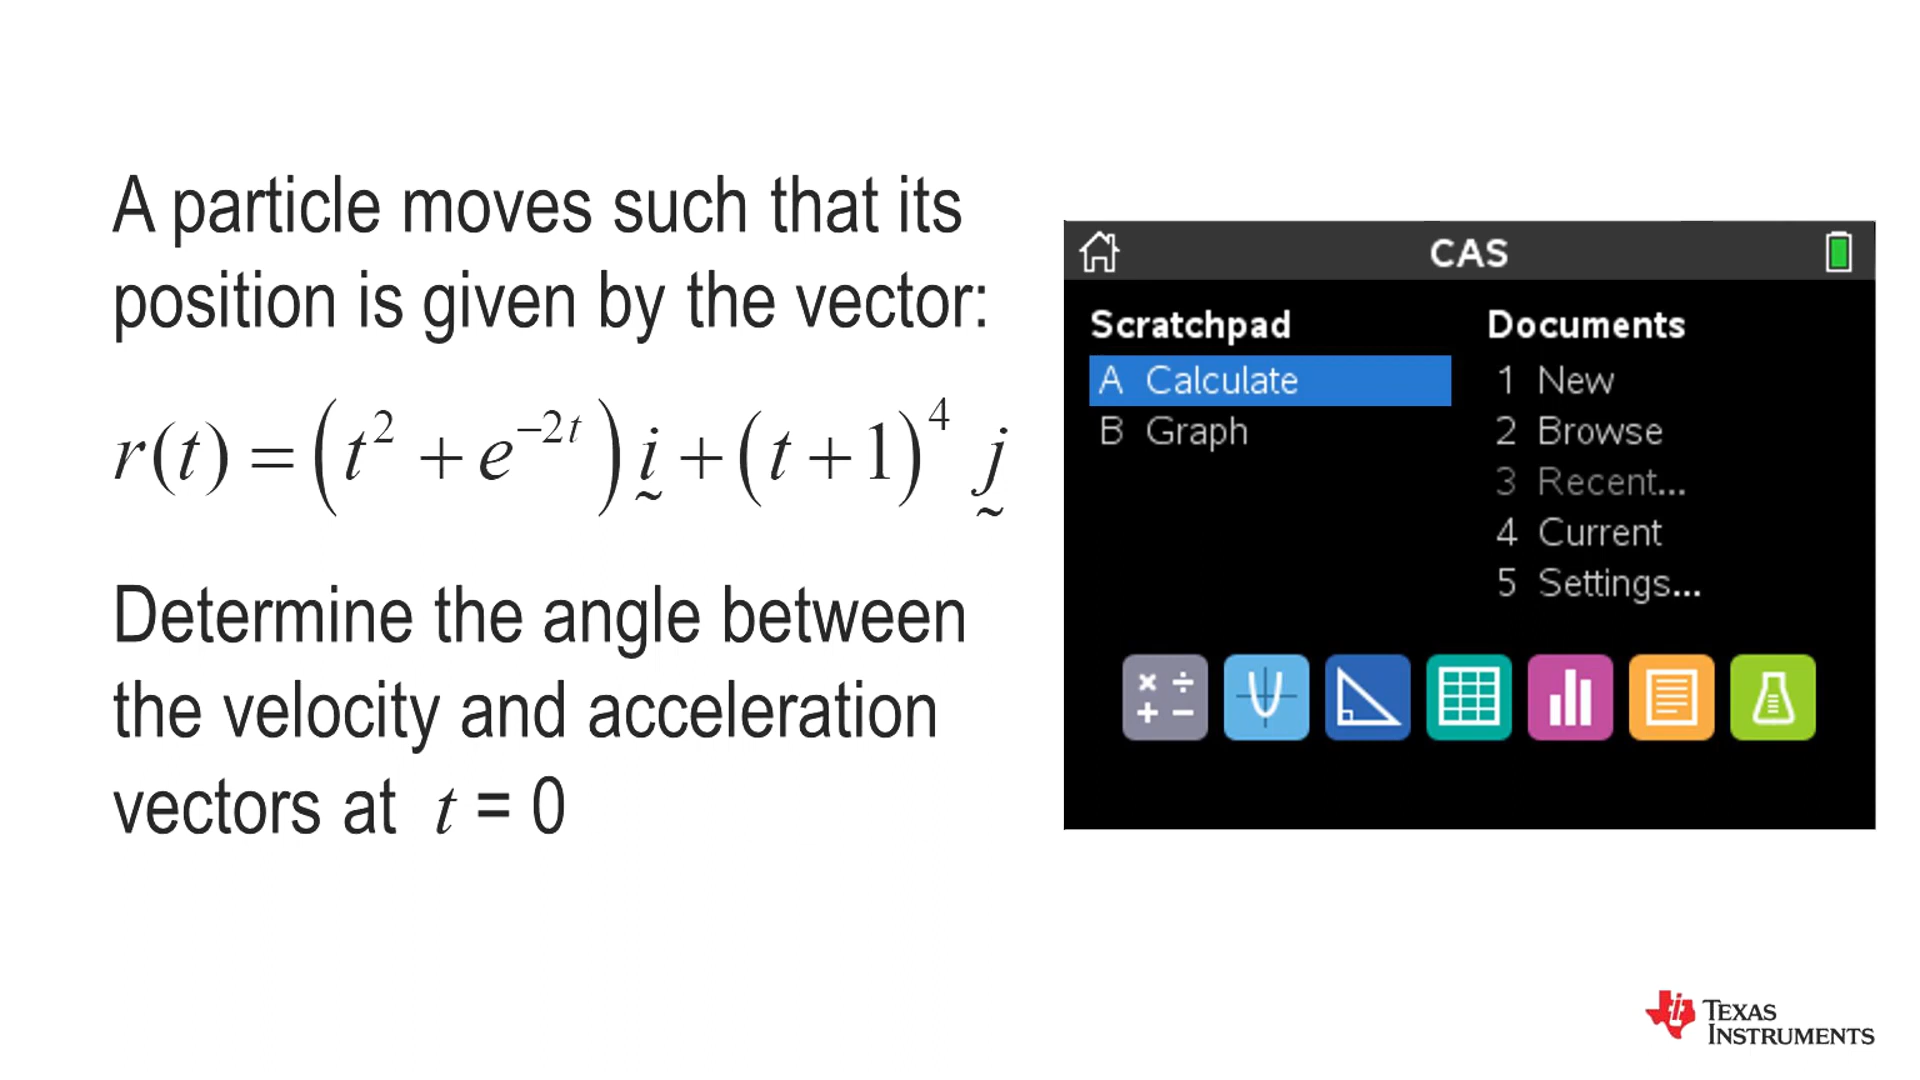 A particle moves such that its
position is given by the vector:
r(t) = (t² + e⁻²ᵗ) ḭ + (t + 1)⁴ j̰
Determine the angle between
the velocity and acceleration
vectors at t = 0
CAS
Scratchpad
A Calculate
B Graph
Documents
1 New
2 Browse
3 Recent...
4 Current
5 Settings...
TEXAS
INSTRUMENTS